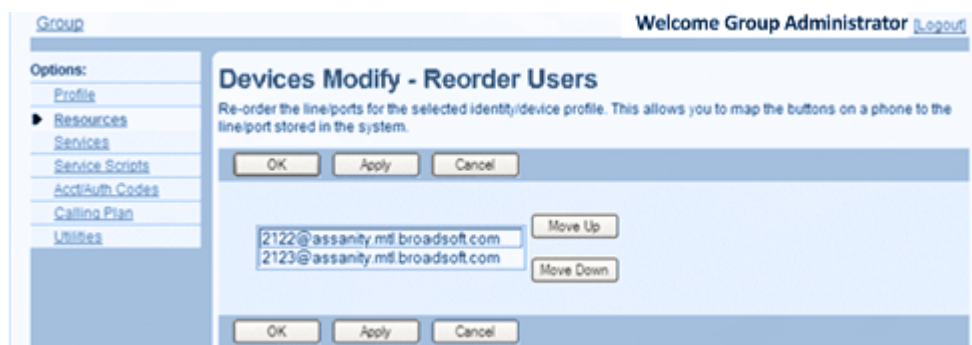 Group
Welcome Group Administrator [Logout]
Options:
Profile
Resources
Services
Service Scripts
Acct/Auth Codes
Calling Plan
Utilities
Devices Modify - Reorder Users
Re-order the line/ports for the selected identity/device profile. This allows you to map the buttons on a phone to the
line/port stored in the system.
OK Apply Cancel
2122@assanity.mtl.broadsoft.com
2123@assanity.mtl.broadsoft.com
Move Up
Move Down
OK Apply Cancel